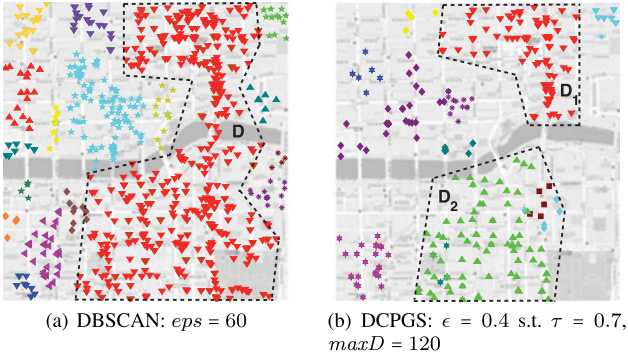 D
D1
D2
(a) DBSCAN: eps = 60
(b) DCPGS: ϵ = 0.4 s.t. τ = 0.7,
maxD = 120